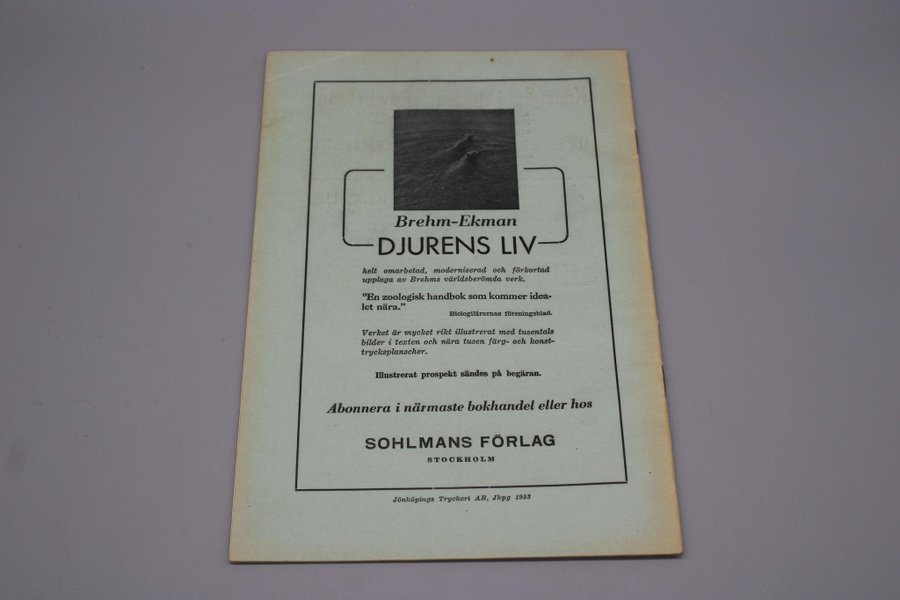 Brehm-Ekman
DJURENS LIV
helt omarbetad, moderniserad och förkortad
upplaga av Brehms världsberömda verk.
"En zoologisk handbok som kommer idea-
let nära."
Biologilärarnas föreningsblad.
Verket är mycket rikt illustrerat med tusentals
bilder i texten och nära tusen färg- och konst-
trycksplanscher.
Illustrerat prospekt sändes på begäran.
Abonnera i närmaste bokhandel eller hos
SOHLMANS FÖRLAG
STOCKHOLM
Jönköpings Tryckeri AB, Jkpg 1953